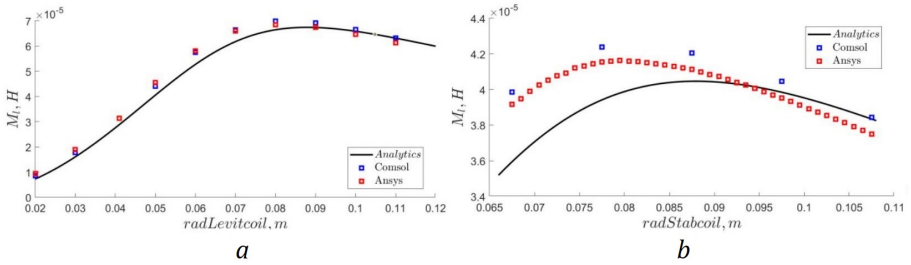 ×10⁻⁵
7
6
5
4
3
2
1
0
M_l, H
0.02 0.03 0.04 0.05 0.06 0.07 0.08 0.09 0.1 0.11 0.12
radLevitcoil, m
Analytics
Comsol
Ansys
a
×10⁻⁵
4.4
4.2
4
3.8
3.6
3.4
M_l, H
0.065 0.07 0.075 0.08 0.085 0.09 0.095 0.1 0.105 0.11
radStabcoil, m
Analytics
Comsol
Ansys
b